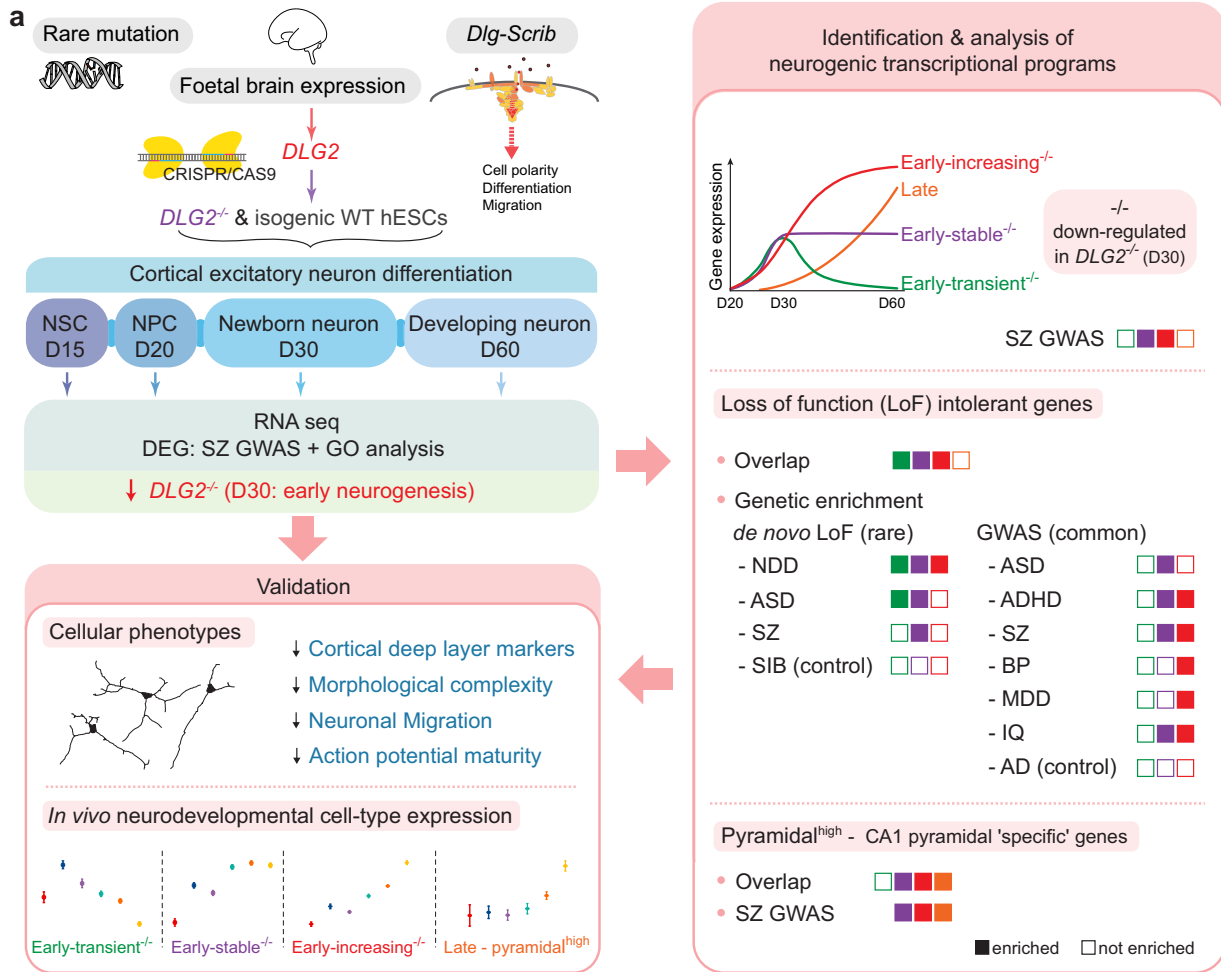 a
Rare mutation
Foetal brain expression
Dlg-Scrib
CRISPR/CAS9
DLG2
Cell polarity
Differentiation
Migration
DLG2-/- & isogenic WT hESCs
Cortical excitatory neuron differentiation
NSC
D15
NPC
D20
Newborn neuron
D30
Developing neuron
D60
RNA seq
DEG: SZ GWAS + GO analysis
↓ DLG2-/- (D30: early neurogenesis)
Validation
Cellular phenotypes
↓ Cortical deep layer markers
↓ Morphological complexity
↓ Neuronal Migration
↓ Action potential maturity
In vivo neurodevelopmental cell-type expression
Early-transient-/-
Early-stable-/-
Early-increasing-/-
Late - pyramidalhigh
Identification & analysis of
neurogenic transcriptional programs
Gene expression
D20
D30
D60
Early-increasing-/-
Late
Early-stable-/-
Early-transient-/-
-/-
down-regulated
in DLG2-/- (D30)
SZ GWAS
Loss of function (LoF) intolerant genes
• Overlap
• Genetic enrichment
de novo LoF (rare)
- NDD
- ASD
- SZ
- SIB (control)
GWAS (common)
- ASD
- ADHD
- SZ
- BP
- MDD
- IQ
- AD (control)
Pyramidalhigh - CA1 pyramidal 'specific' genes
• Overlap
• SZ GWAS
enriched
not enriched